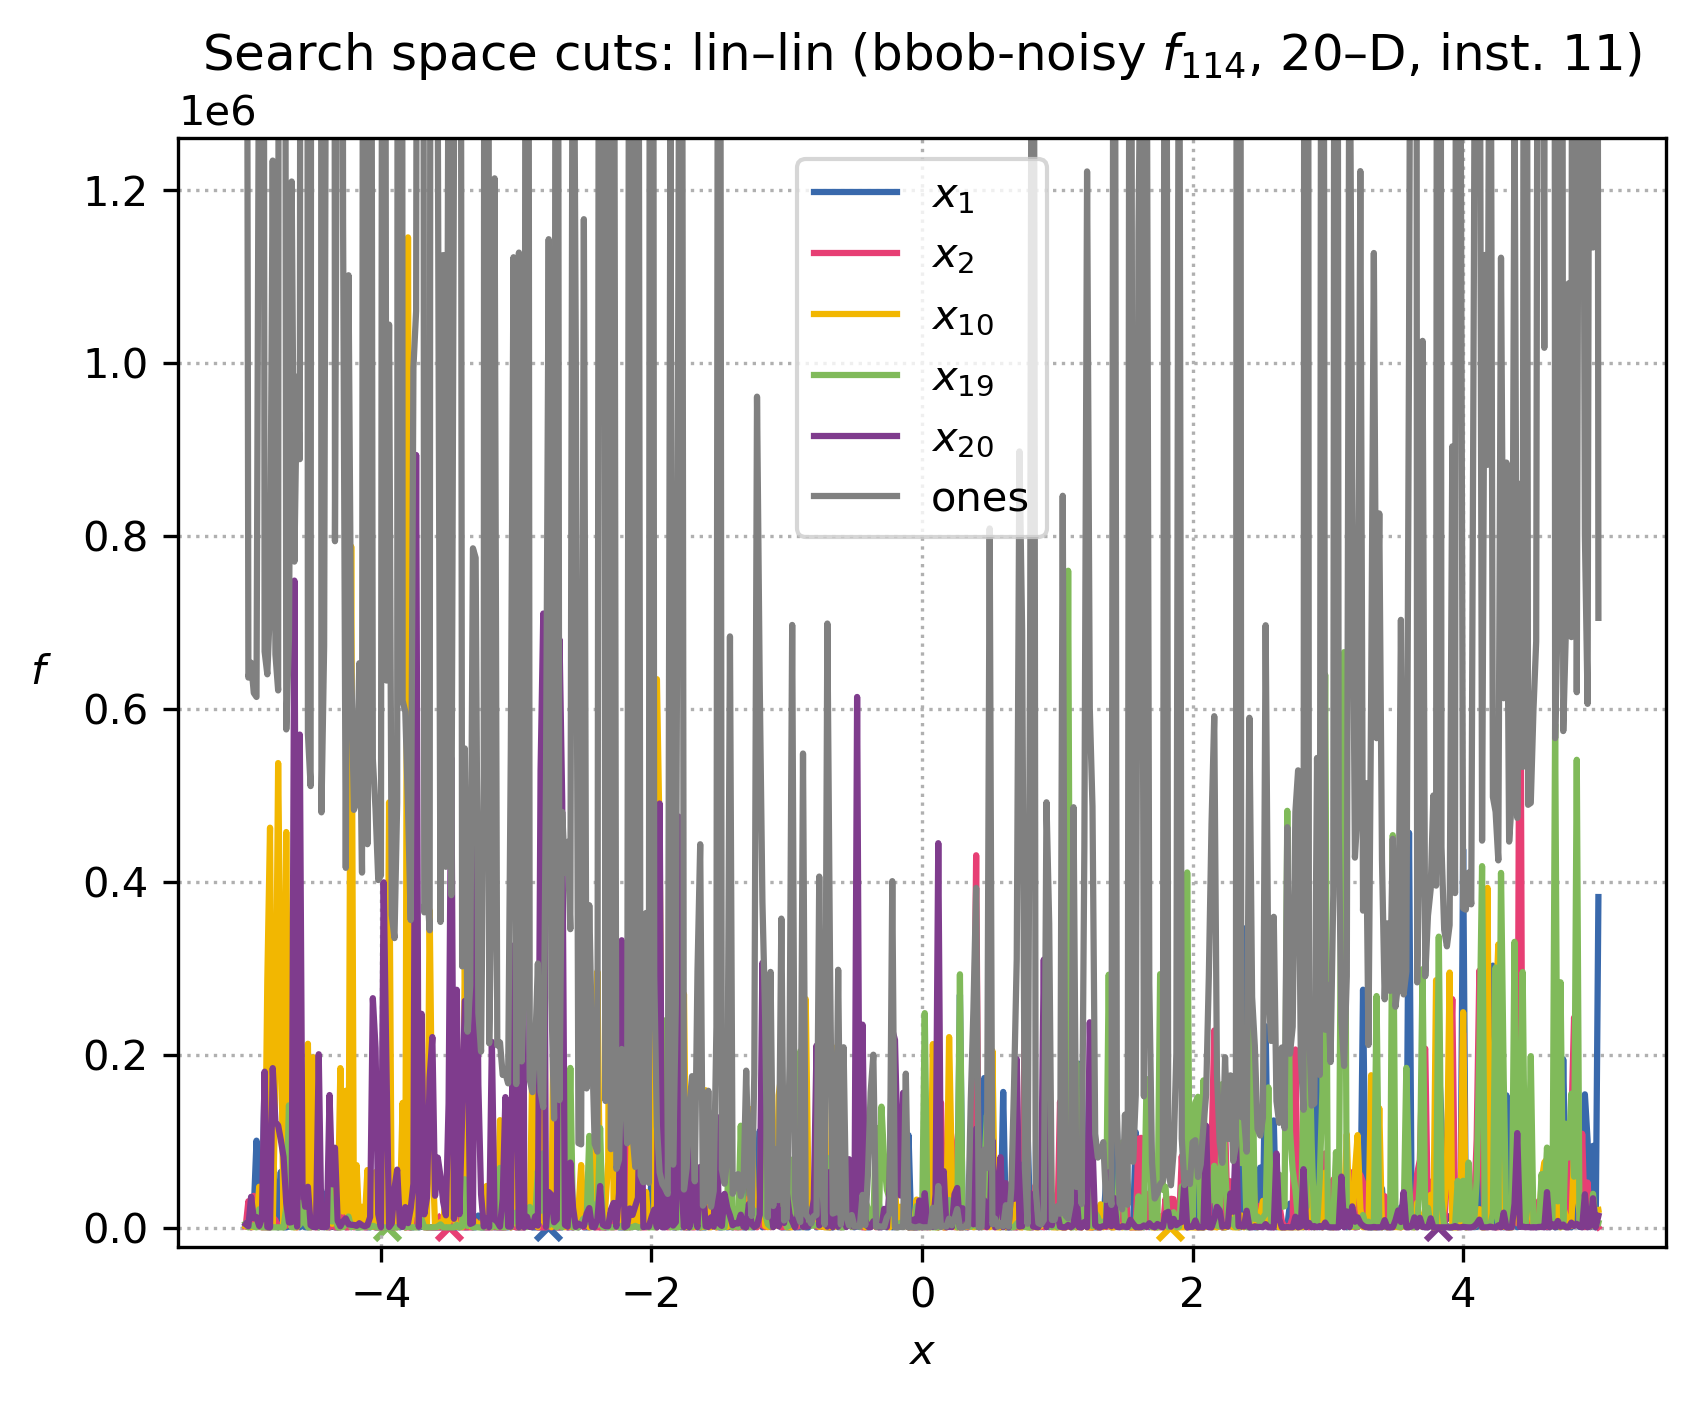 Search space cuts: lin–lin (bbob-noisy f₁₁₄, 20–D, inst. 11)
1e6
1.2
1.0
0.8
0.6
0.4
0.2
0.0
f
x₁
x₂
x₁₀
x₁₉
x₂₀
ones
−4 −2 0 2 4
x